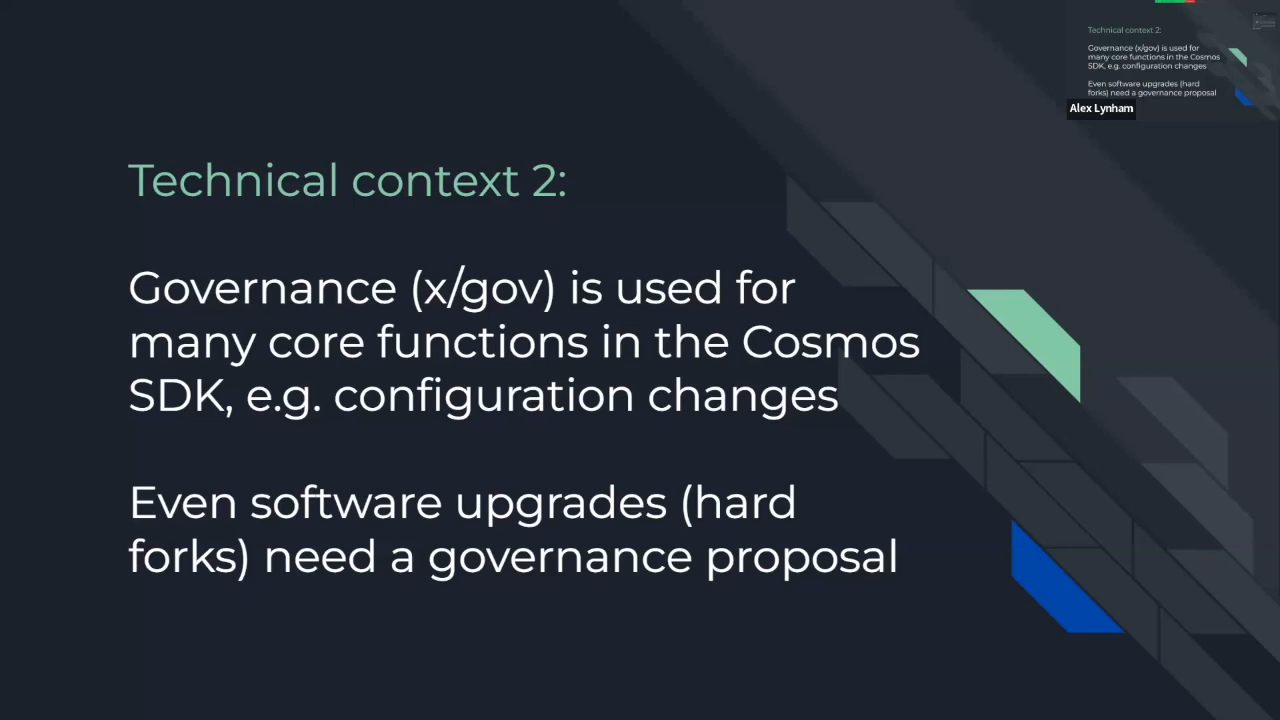 Technical context 2:
Governance (x/gov) is used for
many core functions in the Cosmos
SDK, e.g. configuration changes
Even software upgrades (hard
forks) need a governance proposal
Technical context 2:
Governance (x/gov) is used for
many core functions in the Cosmos
SDK, e.g. configuration changes
Even software upgrades (hard
forks) need a governance proposal
Alex Lynham